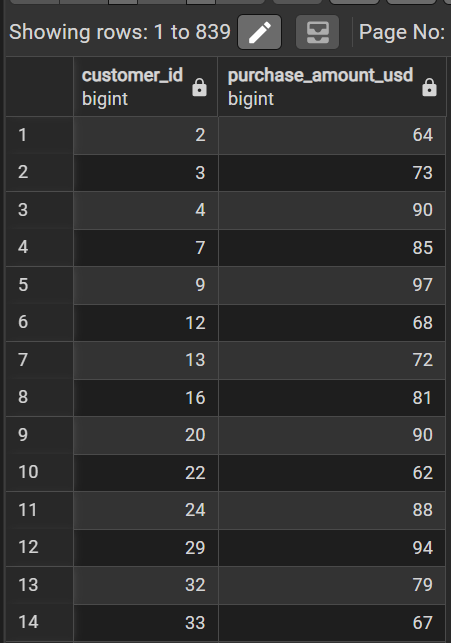 Showing rows: 1 to 839 Page No:
customer_id purchase_amount_usd
bigint bigint
1 2 64
2 3 73
3 4 90
4 7 85
5 9 97
6 12 68
7 13 72
8 16 81
9 20 90
10 22 62
11 24 88
12 29 94
13 32 79
14 33 67